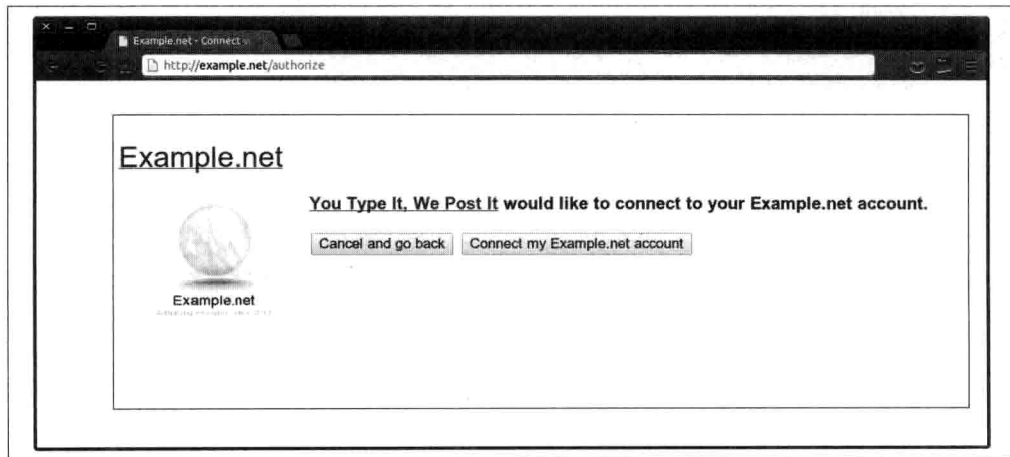 Example.net - Connect
http://example.net/authorize
Example.net
You Type It, We Post It would like to connect to your Example.net account.
Cancel and go back
Connect my Example.net account
Example.net